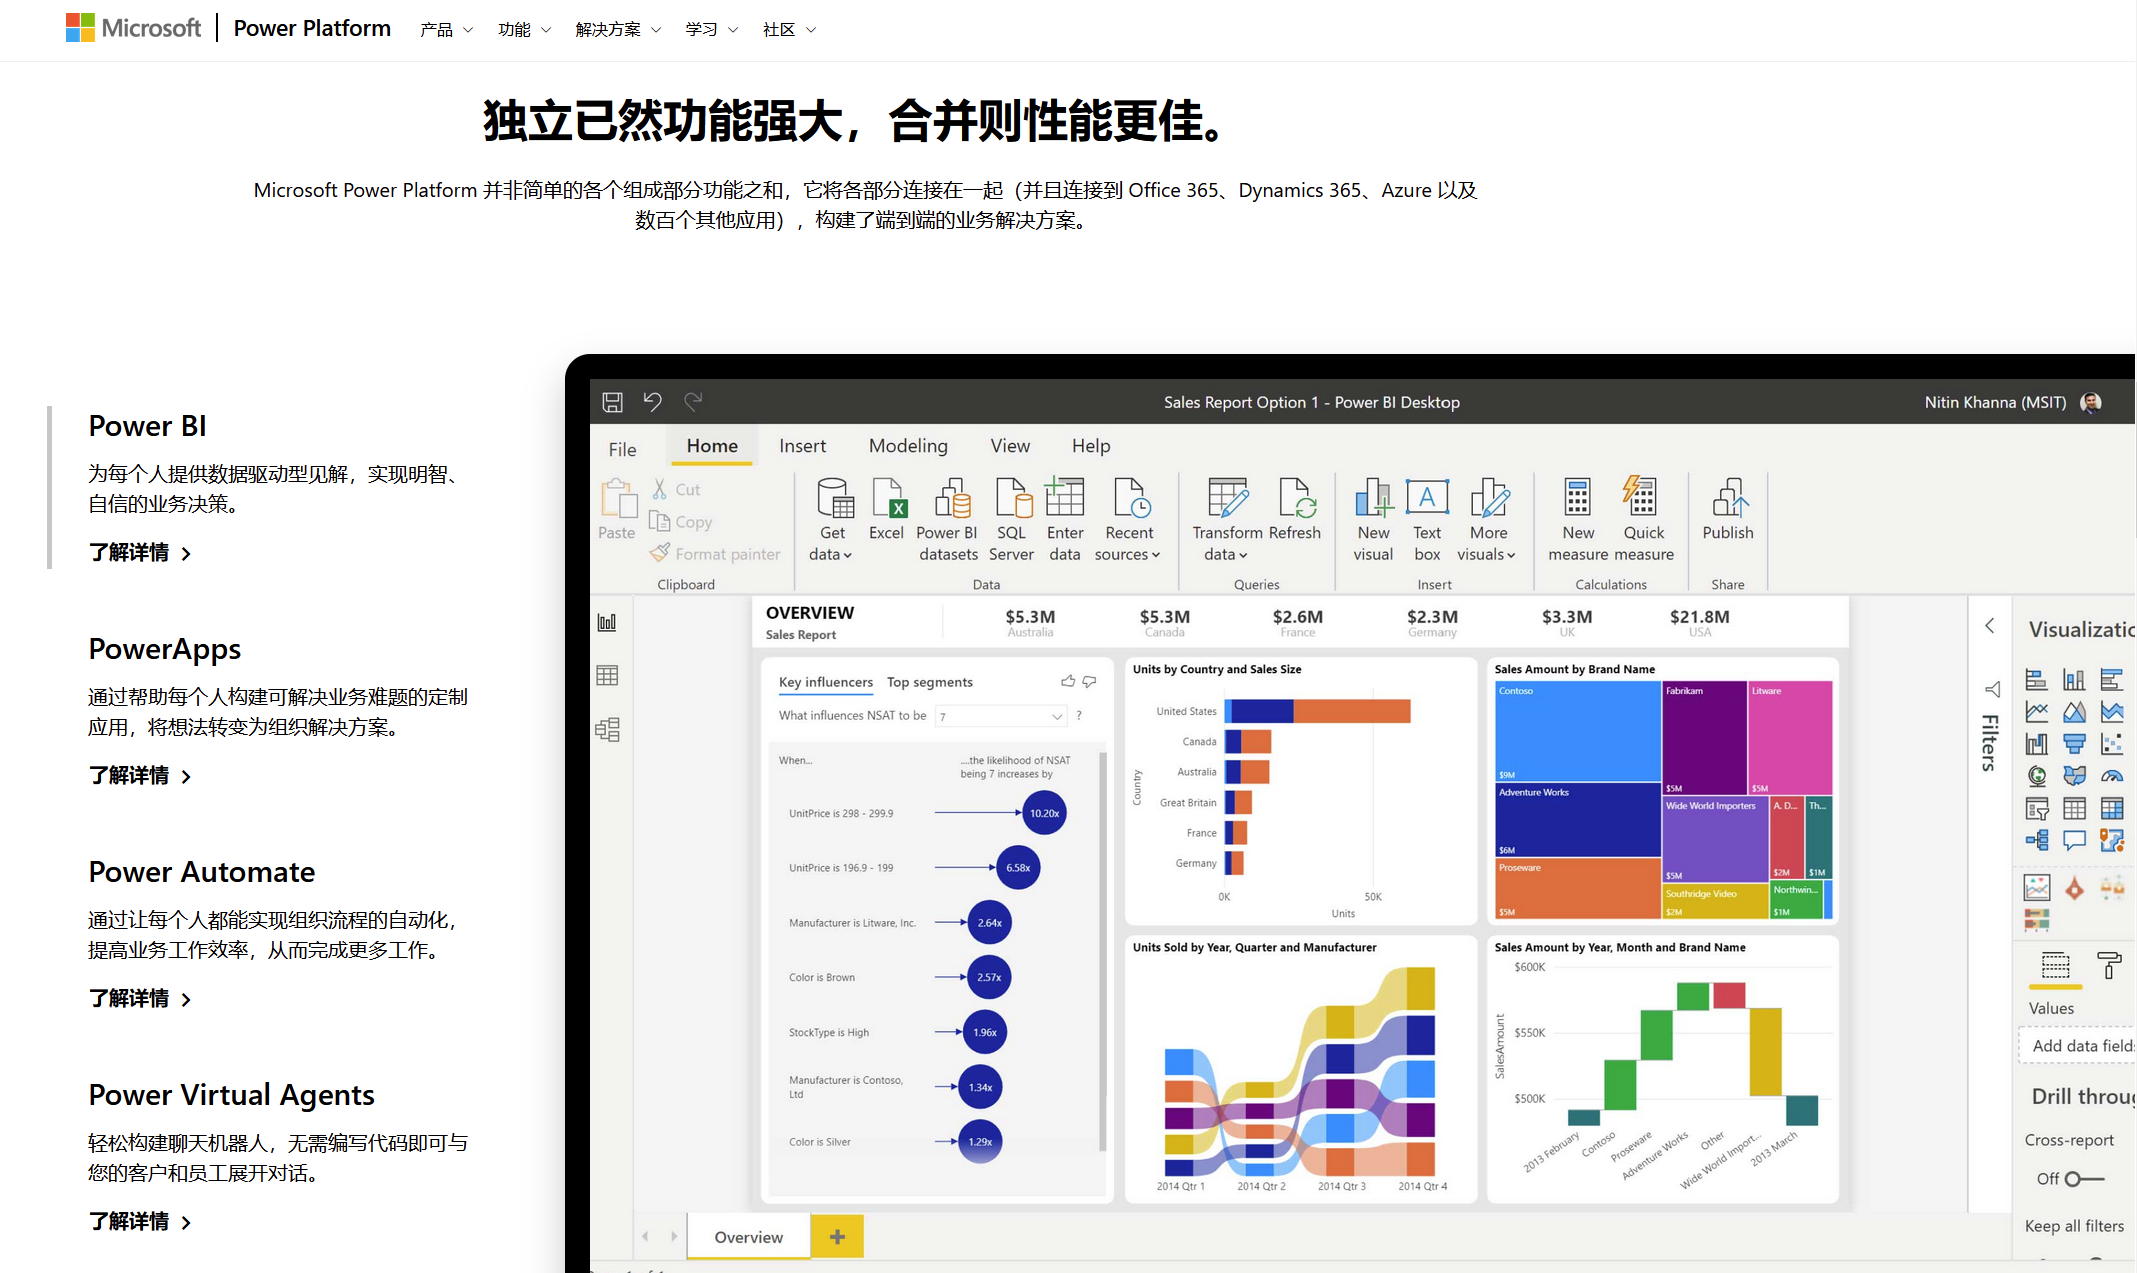 Microsoft Power Platform 产品 功能 解决方案 学习 社区
独立已然功能强大，合并则性能更佳。
Microsoft Power Platform 并非简单的各个组成部分功能之和，它将各部分连接在一起（并且连接到 Office 365、Dynamics 365、Azure 以及
数百个其他应用），构建了端到端的业务解决方案。
Power BI
为每个人提供数据驱动型见解，实现明智、
自信的业务决策。
了解详情
PowerApps
通过帮助每个人构建可解决业务难题的定制
应用，将想法转变为组织解决方案。
了解详情
Power Automate
通过让每个人都能实现组织流程的自动化，
提高业务工作效率，从而完成更多工作。
了解详情
Power Virtual Agents
轻松构建聊天机器人，无需编写代码即可与
您的客户和员工展开对话。
了解详情
Sales Report Option 1 - Power BI Desktop
Nitin Khanna (MSIT)
File Home Insert Modeling View Help
Paste
Cut
Copy
Format painter
Clipboard
Get data
Excel
Power BI datasets
SQL Server
Enter data
Recent sources
Data
Transform data
Refresh
Queries
New visual
Text box
More visuals
Insert
New measure
Quick measure
Calculations
Publish
Share
OVERVIEW
Sales Report
$5.3M
Australia
$5.3M
Canada
$2.6M
France
$2.3M
Germany
$3.3M
UK
$21.8M
USA
Key influencers Top segments
What influences NSAT to be 7 ?
When...
....the likelihood of NSAT
being 7 increases by
UnitPrice is 298 - 299.9 10.20x
UnitPrice is 196.9 - 199 6.58x
Manufacturer is Litware, Inc. 2.64x
Color is Brown 2.57x
StockType is High 1.96x
Manufacturer is Contoso,
Ltd 1.34x
Color is Silver 1.29x
Units by Country and Sales Size
Country
United States
Canada
Australia
Great Britain
France
Germany
0K 50K
Units
Sales Amount by Brand Name
Contoso
$9M
Adventure Works
$6M
Proseware
$5M
Fabrikam
$5M
Litware
$5M
Wide World Importers
$5M
A. D...
$2M
Th...
$1M
Southridge Video
$2M
Northwin...
$1M
Units Sold by Year, Quarter and Manufacturer
2014 Qtr 1 2014 Qtr 2 2014 Qtr 3 2014 Qtr 4
Sales Amount by Year, Month and Brand Name
SalesAmount
$600K
$550K
$500K
2013 February
Contoso
Proseware
Adventure Works
Other
Wide World Import...
2013 March
Filters
Visualizatio
Values
Add data field
Drill throug
Cross-report
Off
Keep all filters
Overview +